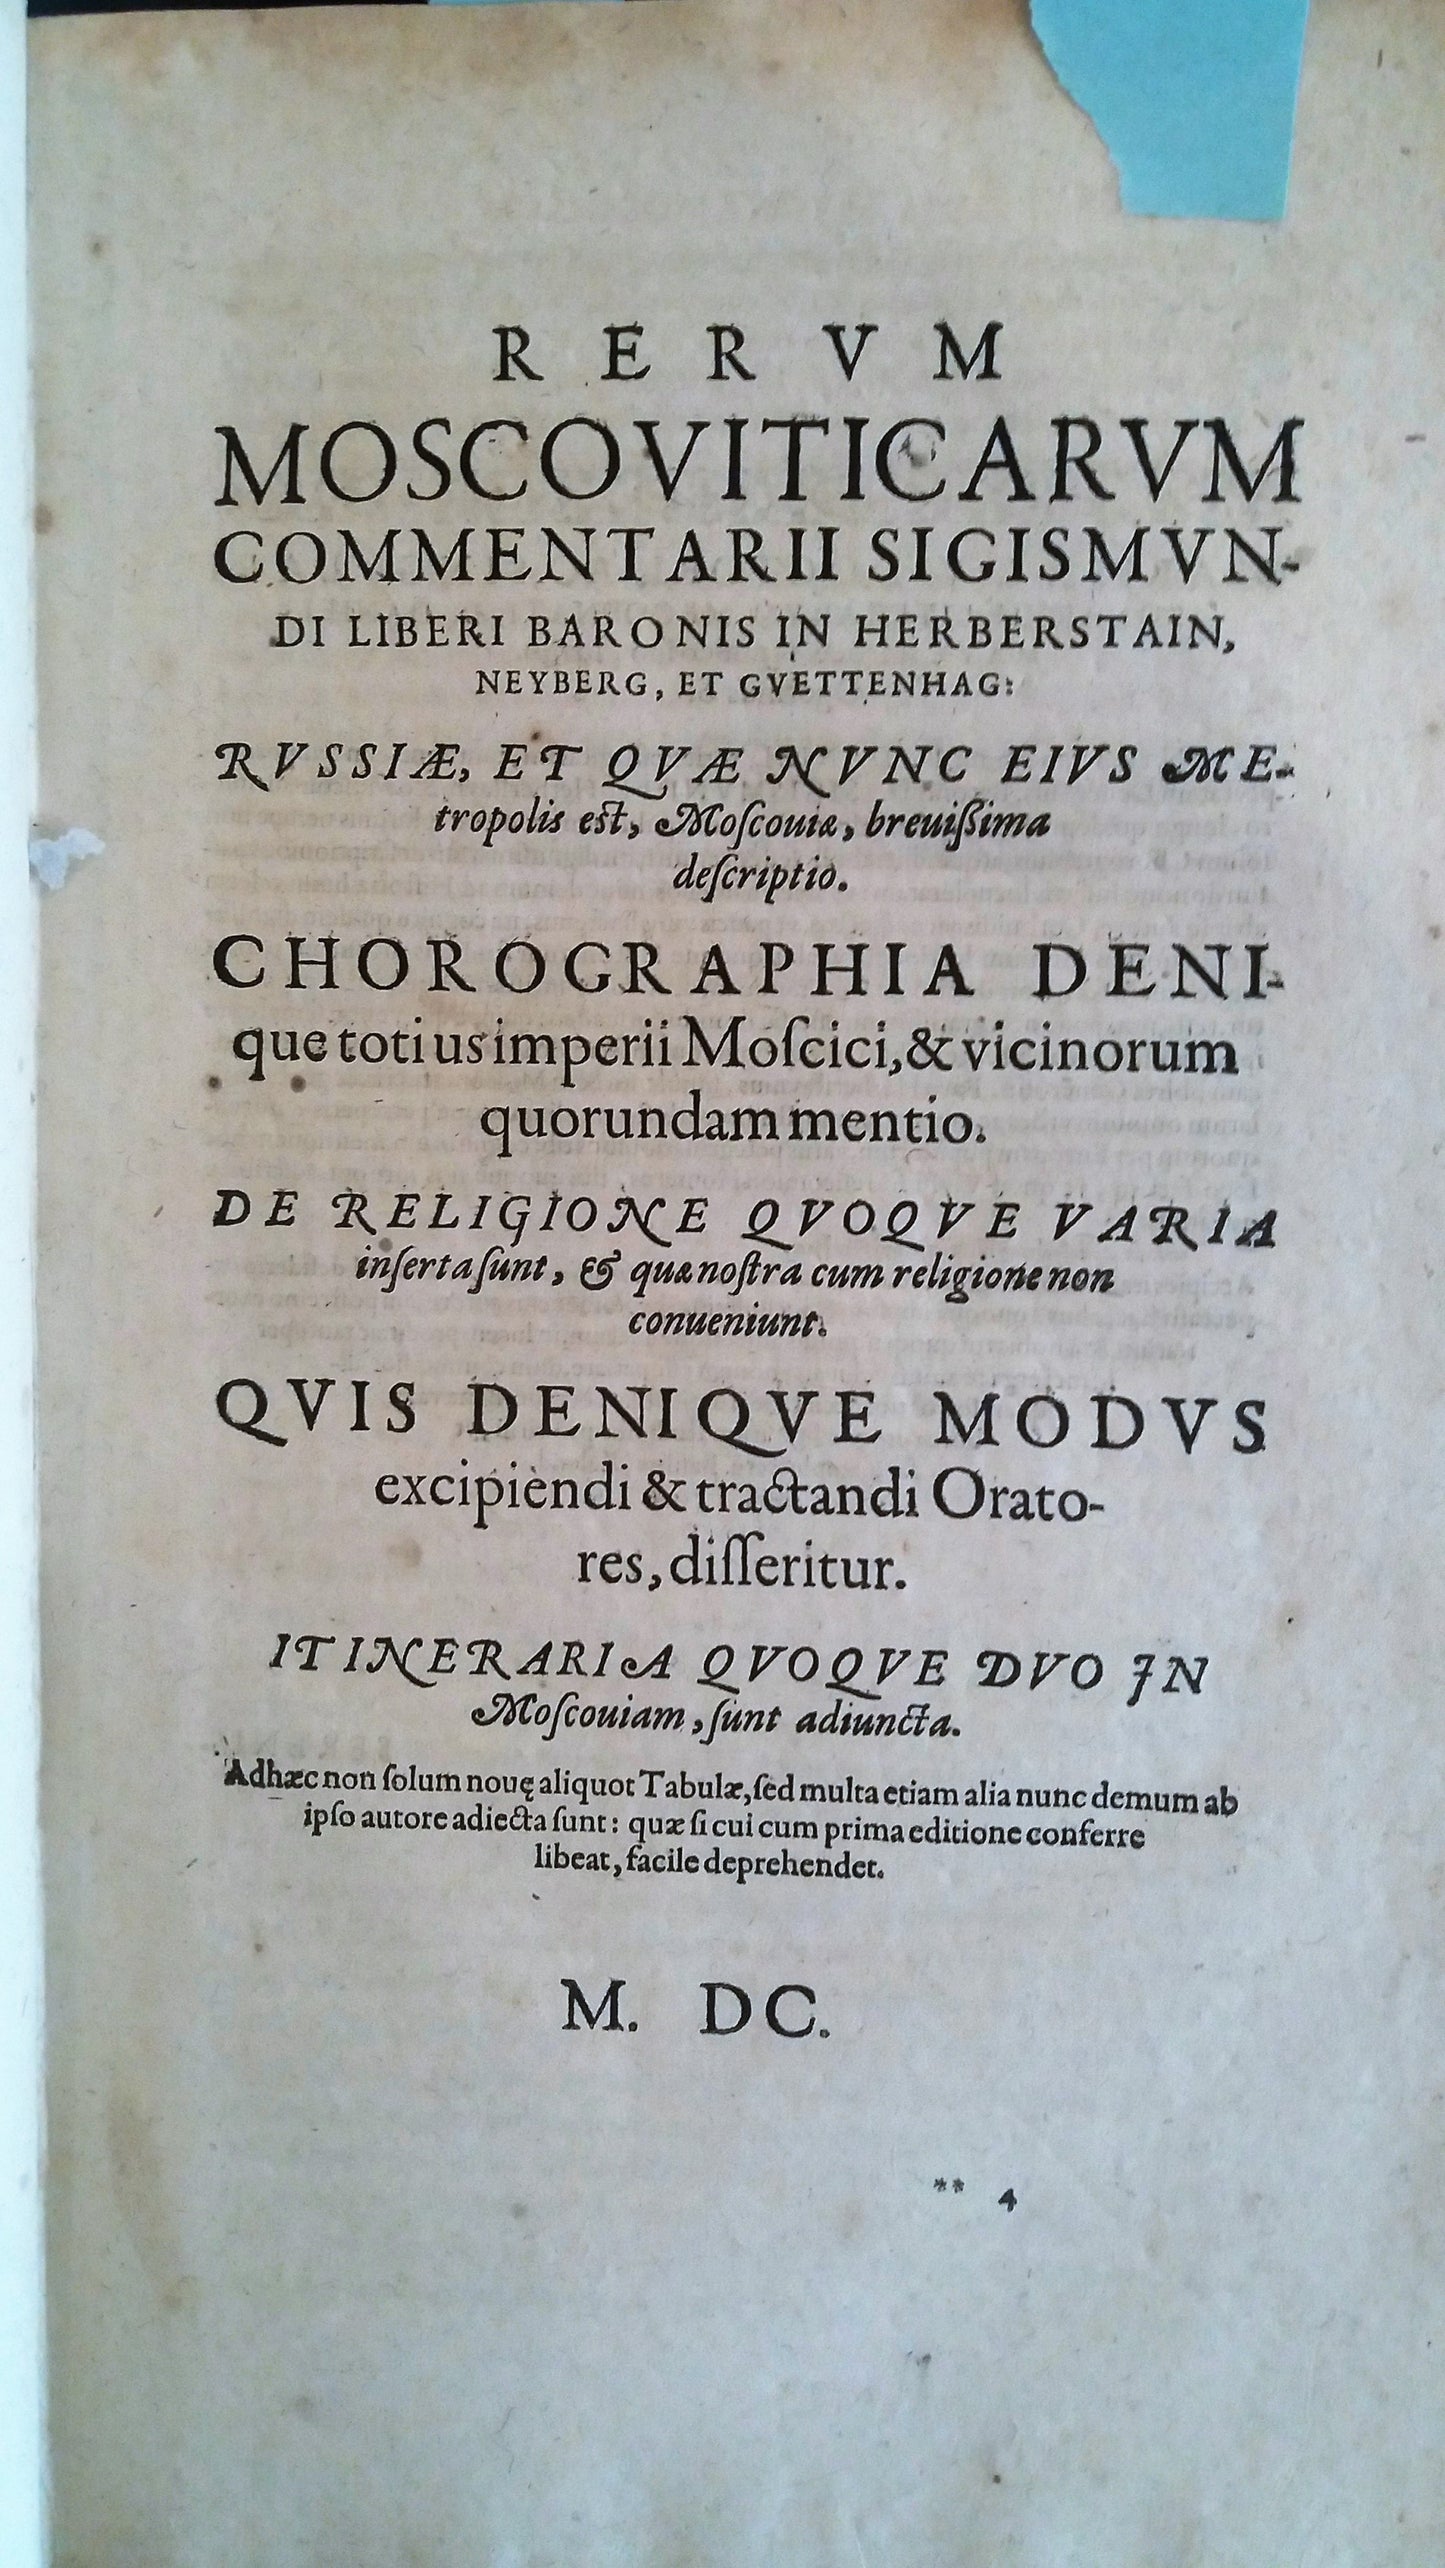 RERVM
MOSCOVITICARVM
COMMENTARII SIGISMVN-
DI LIBERI BARONIS IN HERBERSTAIN,
NEYBERG, ET GVETTENHAG:
RVSSIÆ, ET QVÆ NVNC EIVS ME-
tropolis est, Moſcouiæ, breuiſſima
deſcriptio.
CHOROGRAPHIA DENI-
que totius imperii Moſcici, & vicinorum
quorundam mentio.
DE RELIGIONE QVOQVE VARIA
inſerta ſunt, & quæ noſtra cum religione non
conueniunt.
QVIS DENIQVE MODVS
excipiendi & tractandi Orato-
res, diſſeritur.
ITINERARIA QVOQVE DVO IN
Moſcouiam, ſunt adiuncta.
Adhæc non ſolum nouę aliquot Tabulæ, ſed multa etiam alia nunc demum ab
ipſo autore adiecta ſunt: quæ ſi cui cum prima editione conferre
libeat, facile deprehendet.
M. DC.
** 4